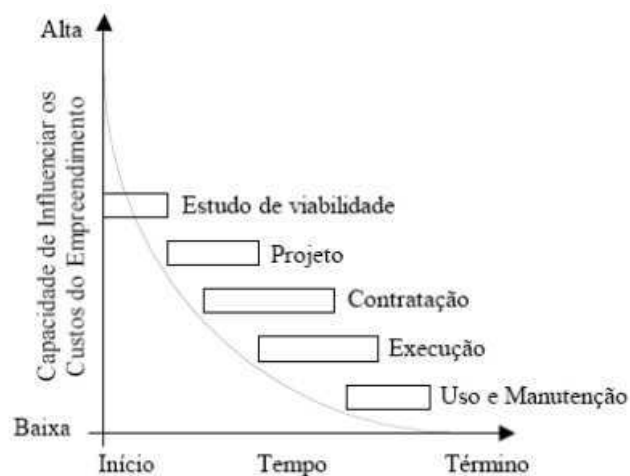 Alta
Capacidade de Influenciar os
Custos do Empreendimento
Estudo de viabilidade
Projeto
Contratação
Execução
Uso e Manutenção
Baixa
Início
Tempo
Término